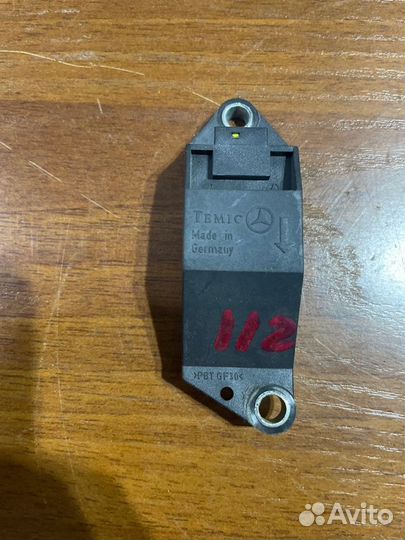 TEMIC
Made in
Germany
112
>PBT GF30<
Avito